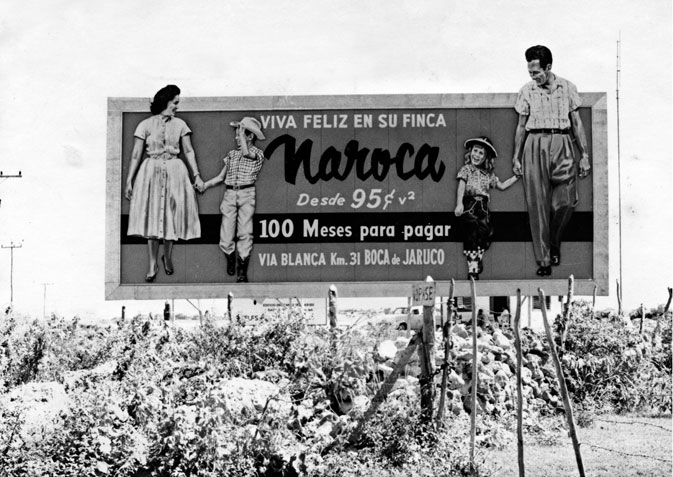 VIVA FELIZ EN SU FINCA
Naroca
Desde 95¢ v²
100 Meses para pagar
VIA BLANCA Km. 31 BOCA de JARUCO